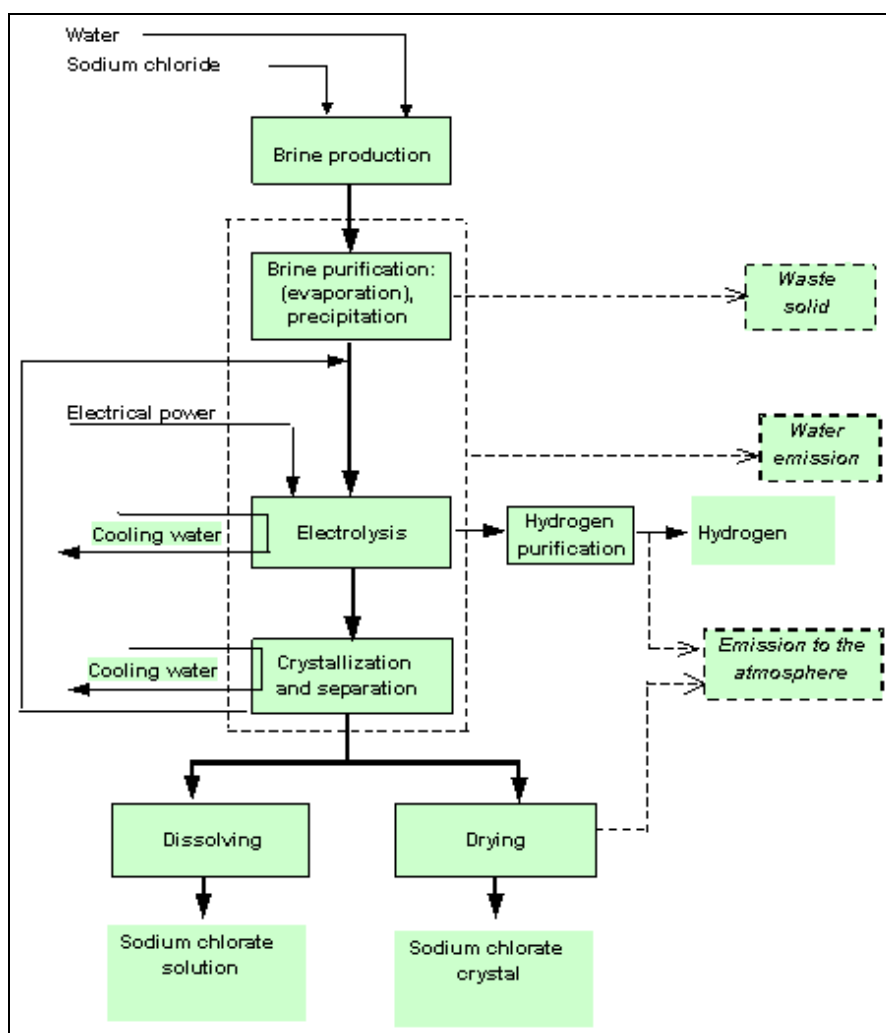 Water
Sodium chloride
Brine production
Brine purification:
(evaporation),
precipitation
Waste
solid
Electrical power
Water
emission
Cooling water
Electrolysis
Hydrogen
purification
Hydrogen
Cooling water
Crystallization
and separation
Emission to the
atmosphere
Dissolving
Drying
Sodium chlorate
solution
Sodium chlorate
crystal